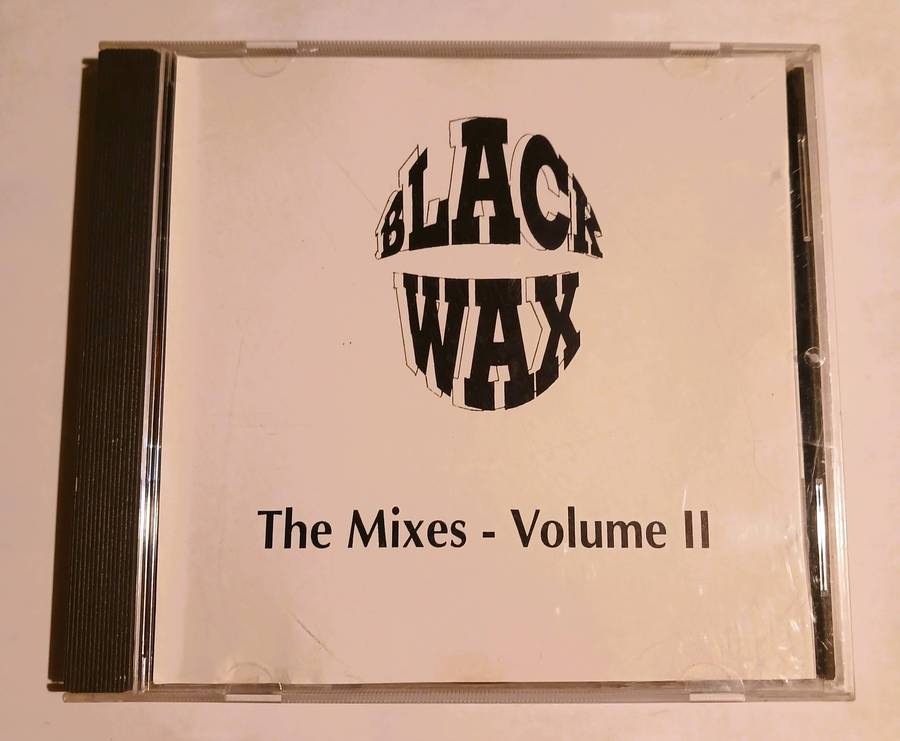 BLACK
WAX
The Mixes - Volume II